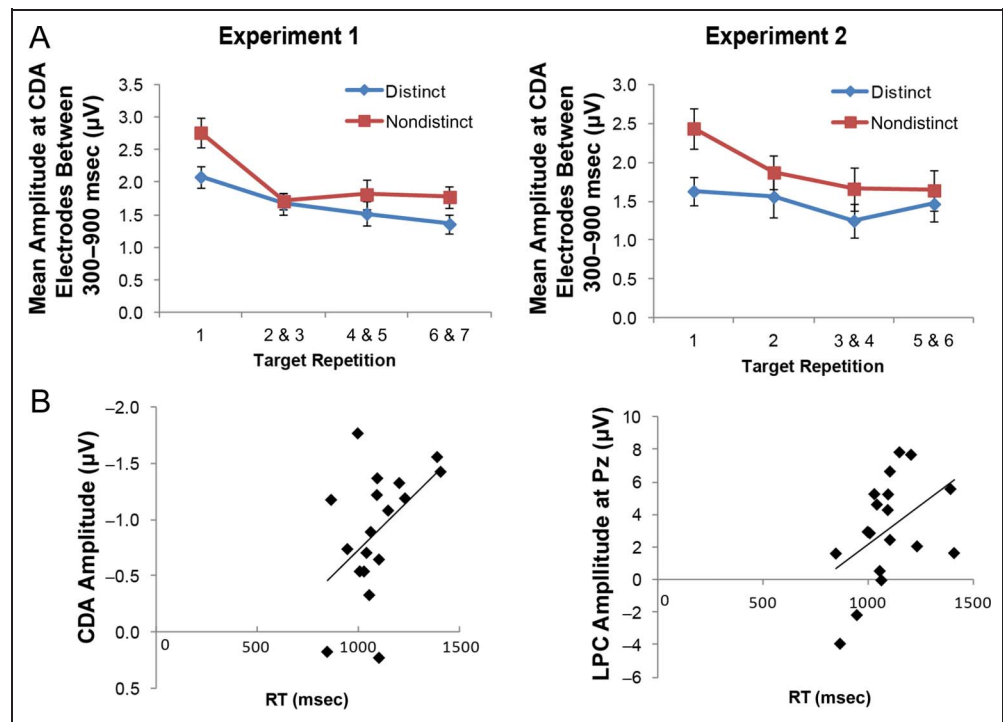 A
Experiment 1
Mean Amplitude at CDA
Electrodes Between
300–900 msec (µV)
3.5
3.0
2.5
2.0
1.5
1.0
0.5
0.0
Distinct
Nondistinct
1
2 & 3
4 & 5
6 & 7
Target Repetition
Experiment 2
Mean Amplitude at CDA
Electrodes Between
300–900 msec (µV)
3.0
2.5
2.0
1.5
1.0
0.5
0.0
Distinct
Nondistinct
1
2
3 & 4
5 & 6
Target Repetition
B
CDA Amplitude (µV)
−2.0
−1.5
−1.0
−0.5
0.0
0.5
0
500
1000
1500
RT (msec)
LPC Ampllitude at Pz (µV)
10
8
6
4
2
0
−2
−4
−6
0
500
1000
1500
RT (msec)